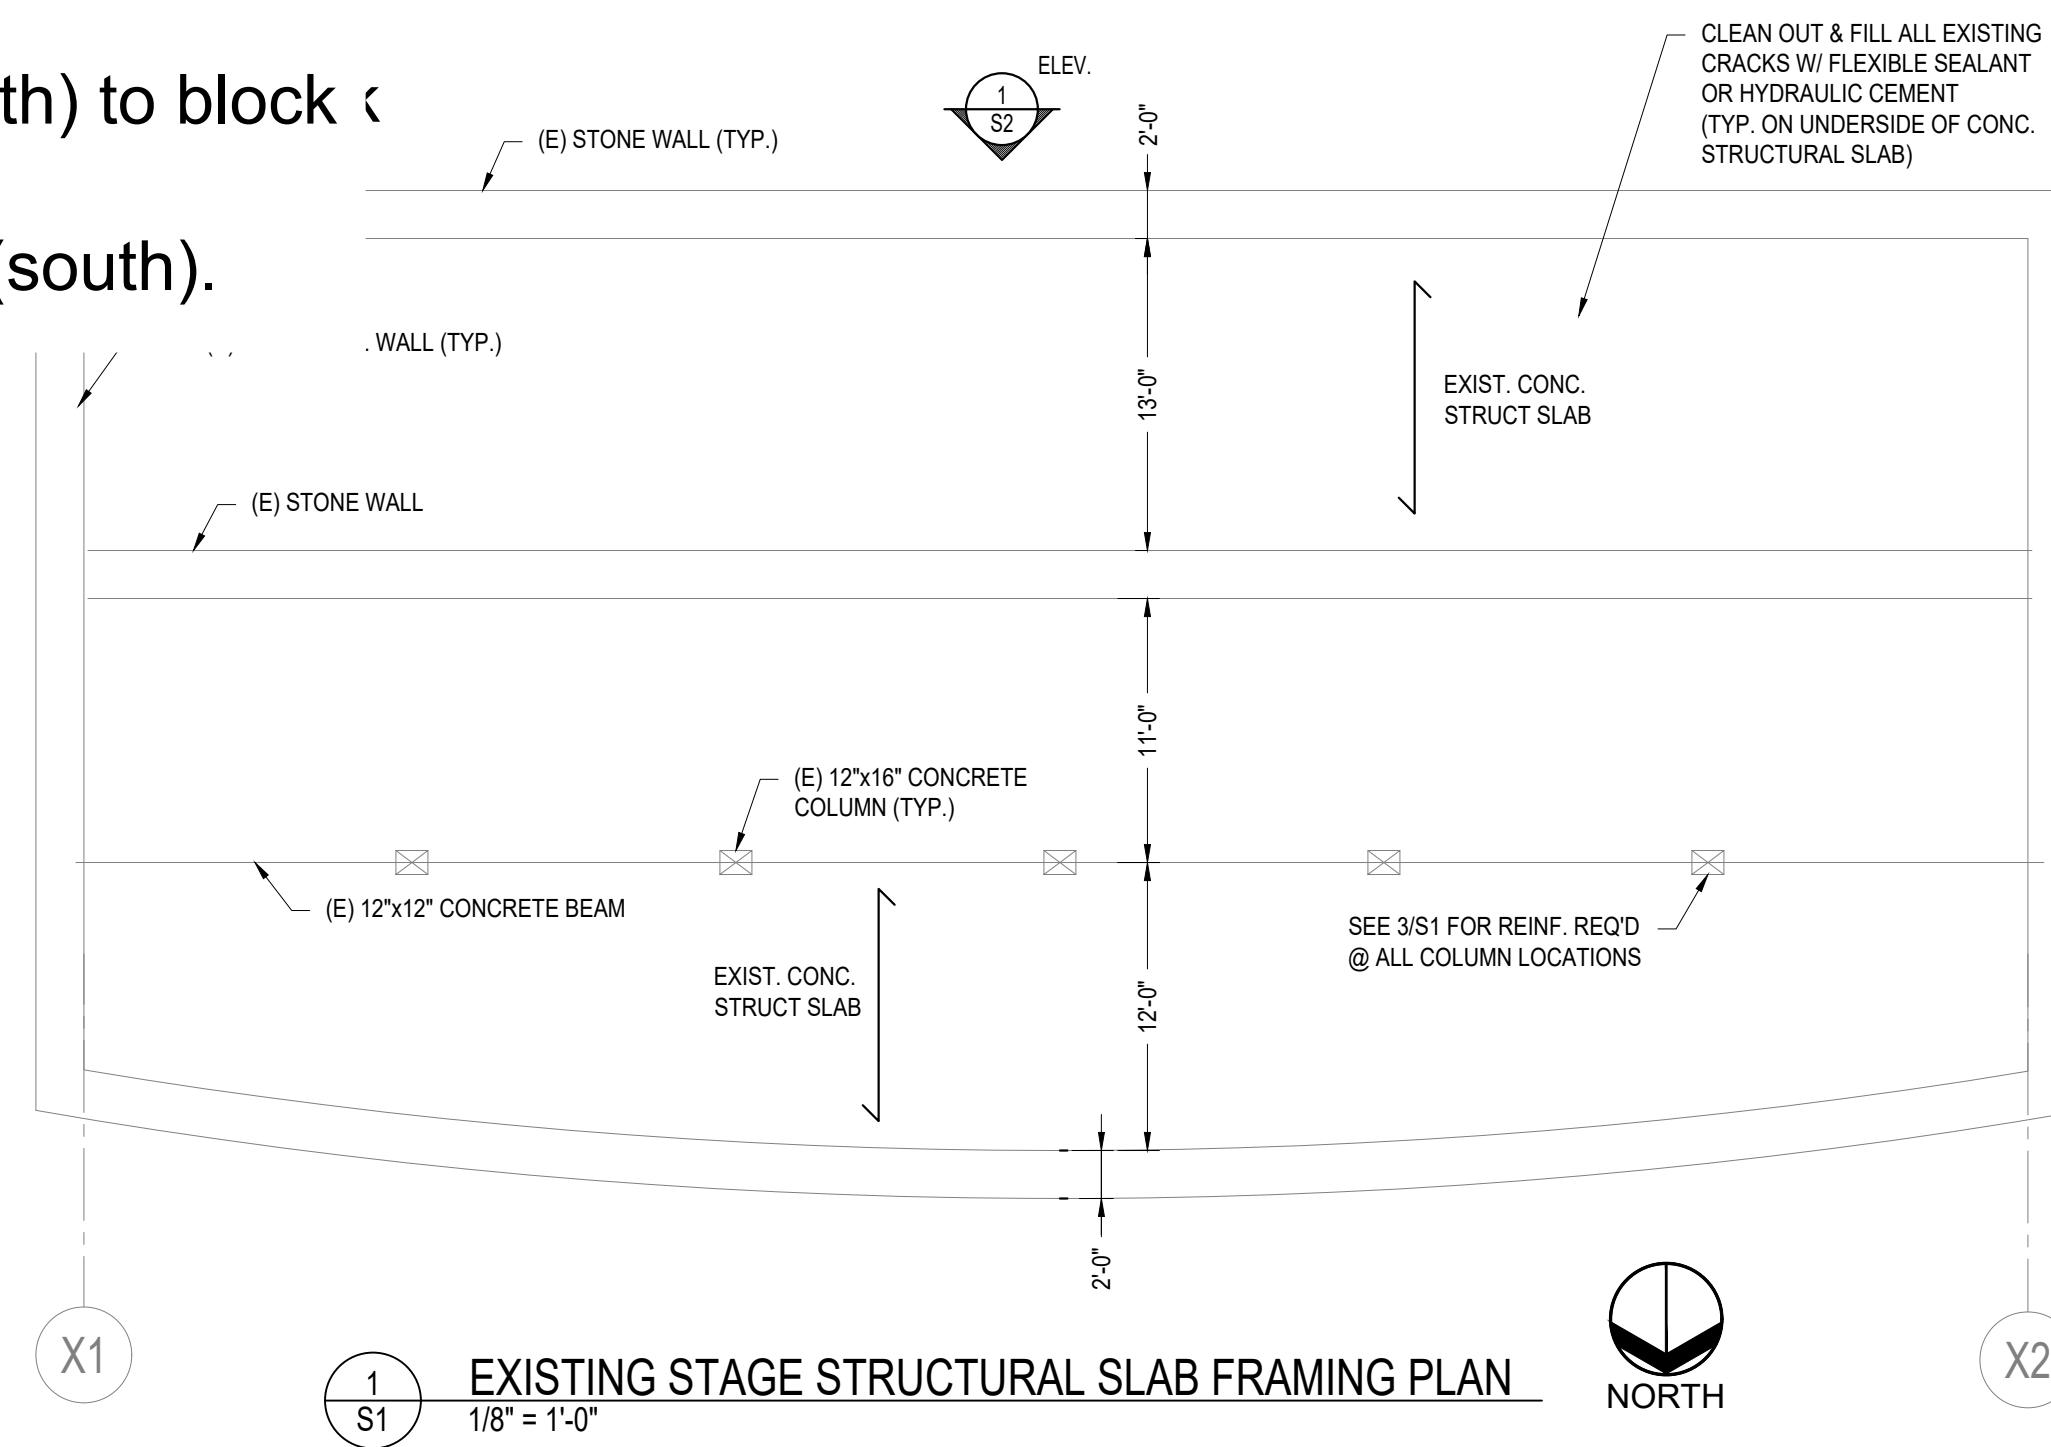 th) to block
(south).
ELEV.
1
S2
(E) STONE WALL (TYP.)
2'-0"
CLEAN OUT & FILL ALL EXISTING
CRACKS W/ FLEXIBLE SEALANT
OR HYDRAULIC CEMENT
(TYP. ON UNDERSIDE OF CONC.
STRUCTURAL SLAB)
. WALL (TYP.)
13'-0"
EXIST. CONC.
STRUCT SLAB
(E) STONE WALL
11'-0"
(E) 12"x16" CONCRETE
COLUMN (TYP.)
(E) 12"x12" CONCRETE BEAM
SEE 3/S1 FOR REINF. REQ'D
@ ALL COLUMN LOCATIONS
EXIST. CONC.
STRUCT SLAB
12'-0"
2'-0"
X1
X2
1
S1
EXISTING STAGE STRUCTURAL SLAB FRAMING PLAN
1/8" = 1'-0"
NORTH